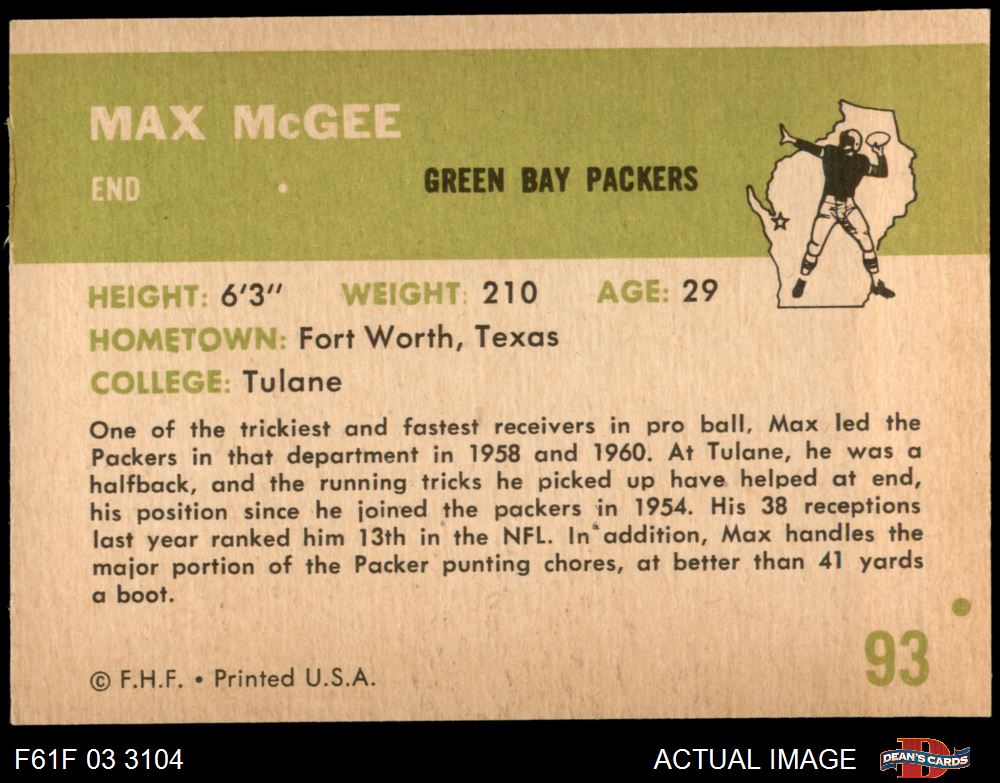 MAX McGEE
END
GREEN BAY PACKERS
HEIGHT: 6'3" WEIGHT: 210 AGE: 29
HOMETOWN: Fort Worth, Texas
COLLEGE: Tulane
One of the trickiest and fastest receivers in pro ball, Max led the
Packers in that department in 1958 and 1960. At Tulane, he was a
halfback, and the running tricks he picked up have helped at end,
his position since he joined the packers in 1954. His 38 receptions
last year ranked him 13th in the NFL. In addition, Max handles the
major portion of the Packer punting chores, at better than 41 yards
a boot.
93
© F.H.F. • Printed U.S.A.
F61F 03 3104
ACTUAL IMAGE
D
DEAN'S CARDS